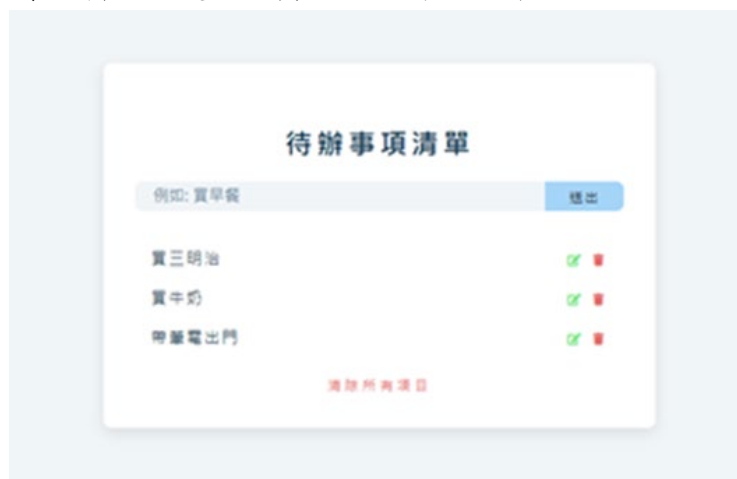 待辦事項清單
例如: 買早餐
送出
買三明治
買牛奶
帶筆電出門
清除所有項目